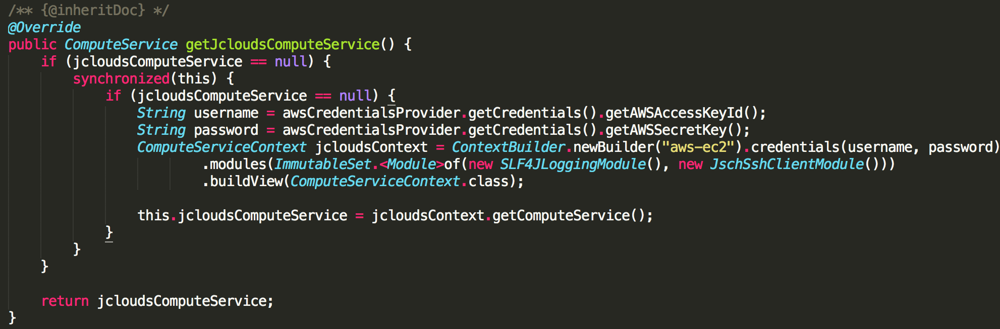 /** {@inheritDoc} */
@Override
public ComputeService getJcloudsComputeService() {
    if (jcloudsComputeService == null) {
        synchronized(this) {
            if (jcloudsComputeService == null) {
                String username = awsCredentialsProvider.getCredentials().getAWSAccessKeyId();
                String password = awsCredentialsProvider.getCredentials().getAWSSecretKey();
                ComputeServiceContext jcloudsContext = ContextBuilder.newBuilder("aws-ec2").credentials(username, password)
                        .modules(ImmutableSet.<Module>of(new SLF4JLoggingModule(), new JschSshClientModule()))
                        .buildView(ComputeServiceContext.class);

                this.jcloudsComputeService = jcloudsContext.getComputeService();
            }
        }
    }

    return jcloudsComputeService;
}